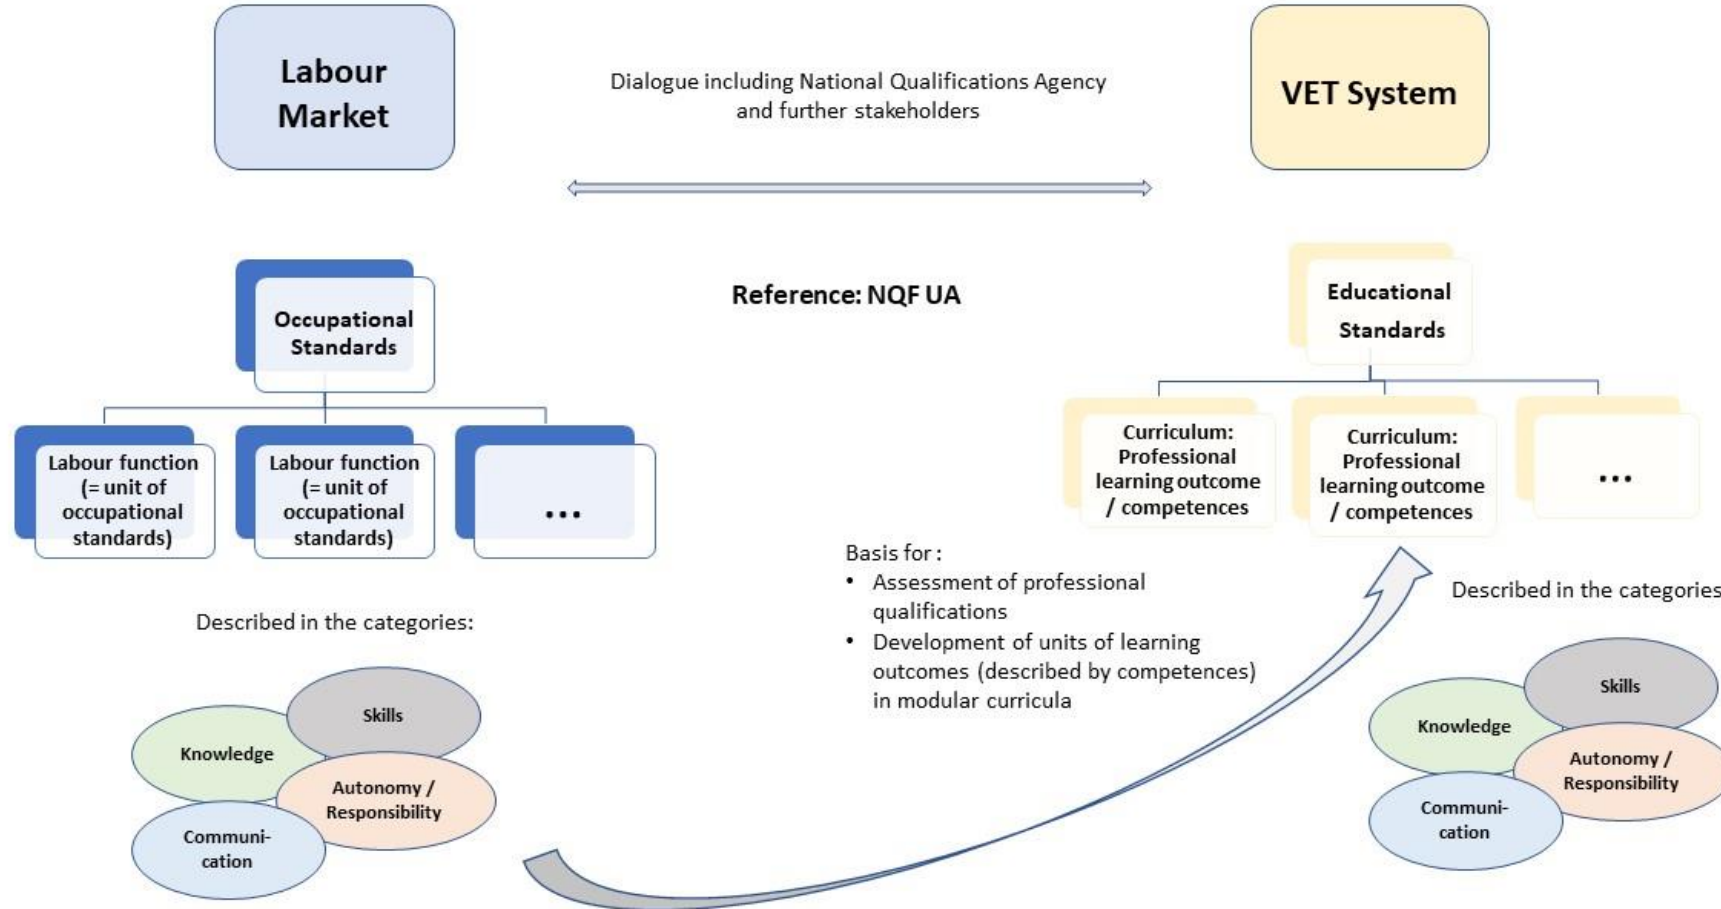 Labour
Market
Dialogue including National Qualifications Agency
and further stakeholders
VET System
Occupational
Standards
Reference: NQF UA
Educational
Standards
Labour function
(= unit of
occupational
standards)
Labour function
(= unit of
occupational
standards)
...
Curriculum:
Professional
learning outcome
/ competences
Curriculum:
Professional
learning outcome
/ competences
...
Basis for :
• Assessment of professional
qualifications
• Development of units of learning
outcomes (described by competences)
in modular curricula
Described in the categories:
Skills
Knowledge
Autonomy /
Responsibility
Communi-
cation
Described in the categories
Skills
Knowledge
Autonomy /
Responsibility
Communi-
cation